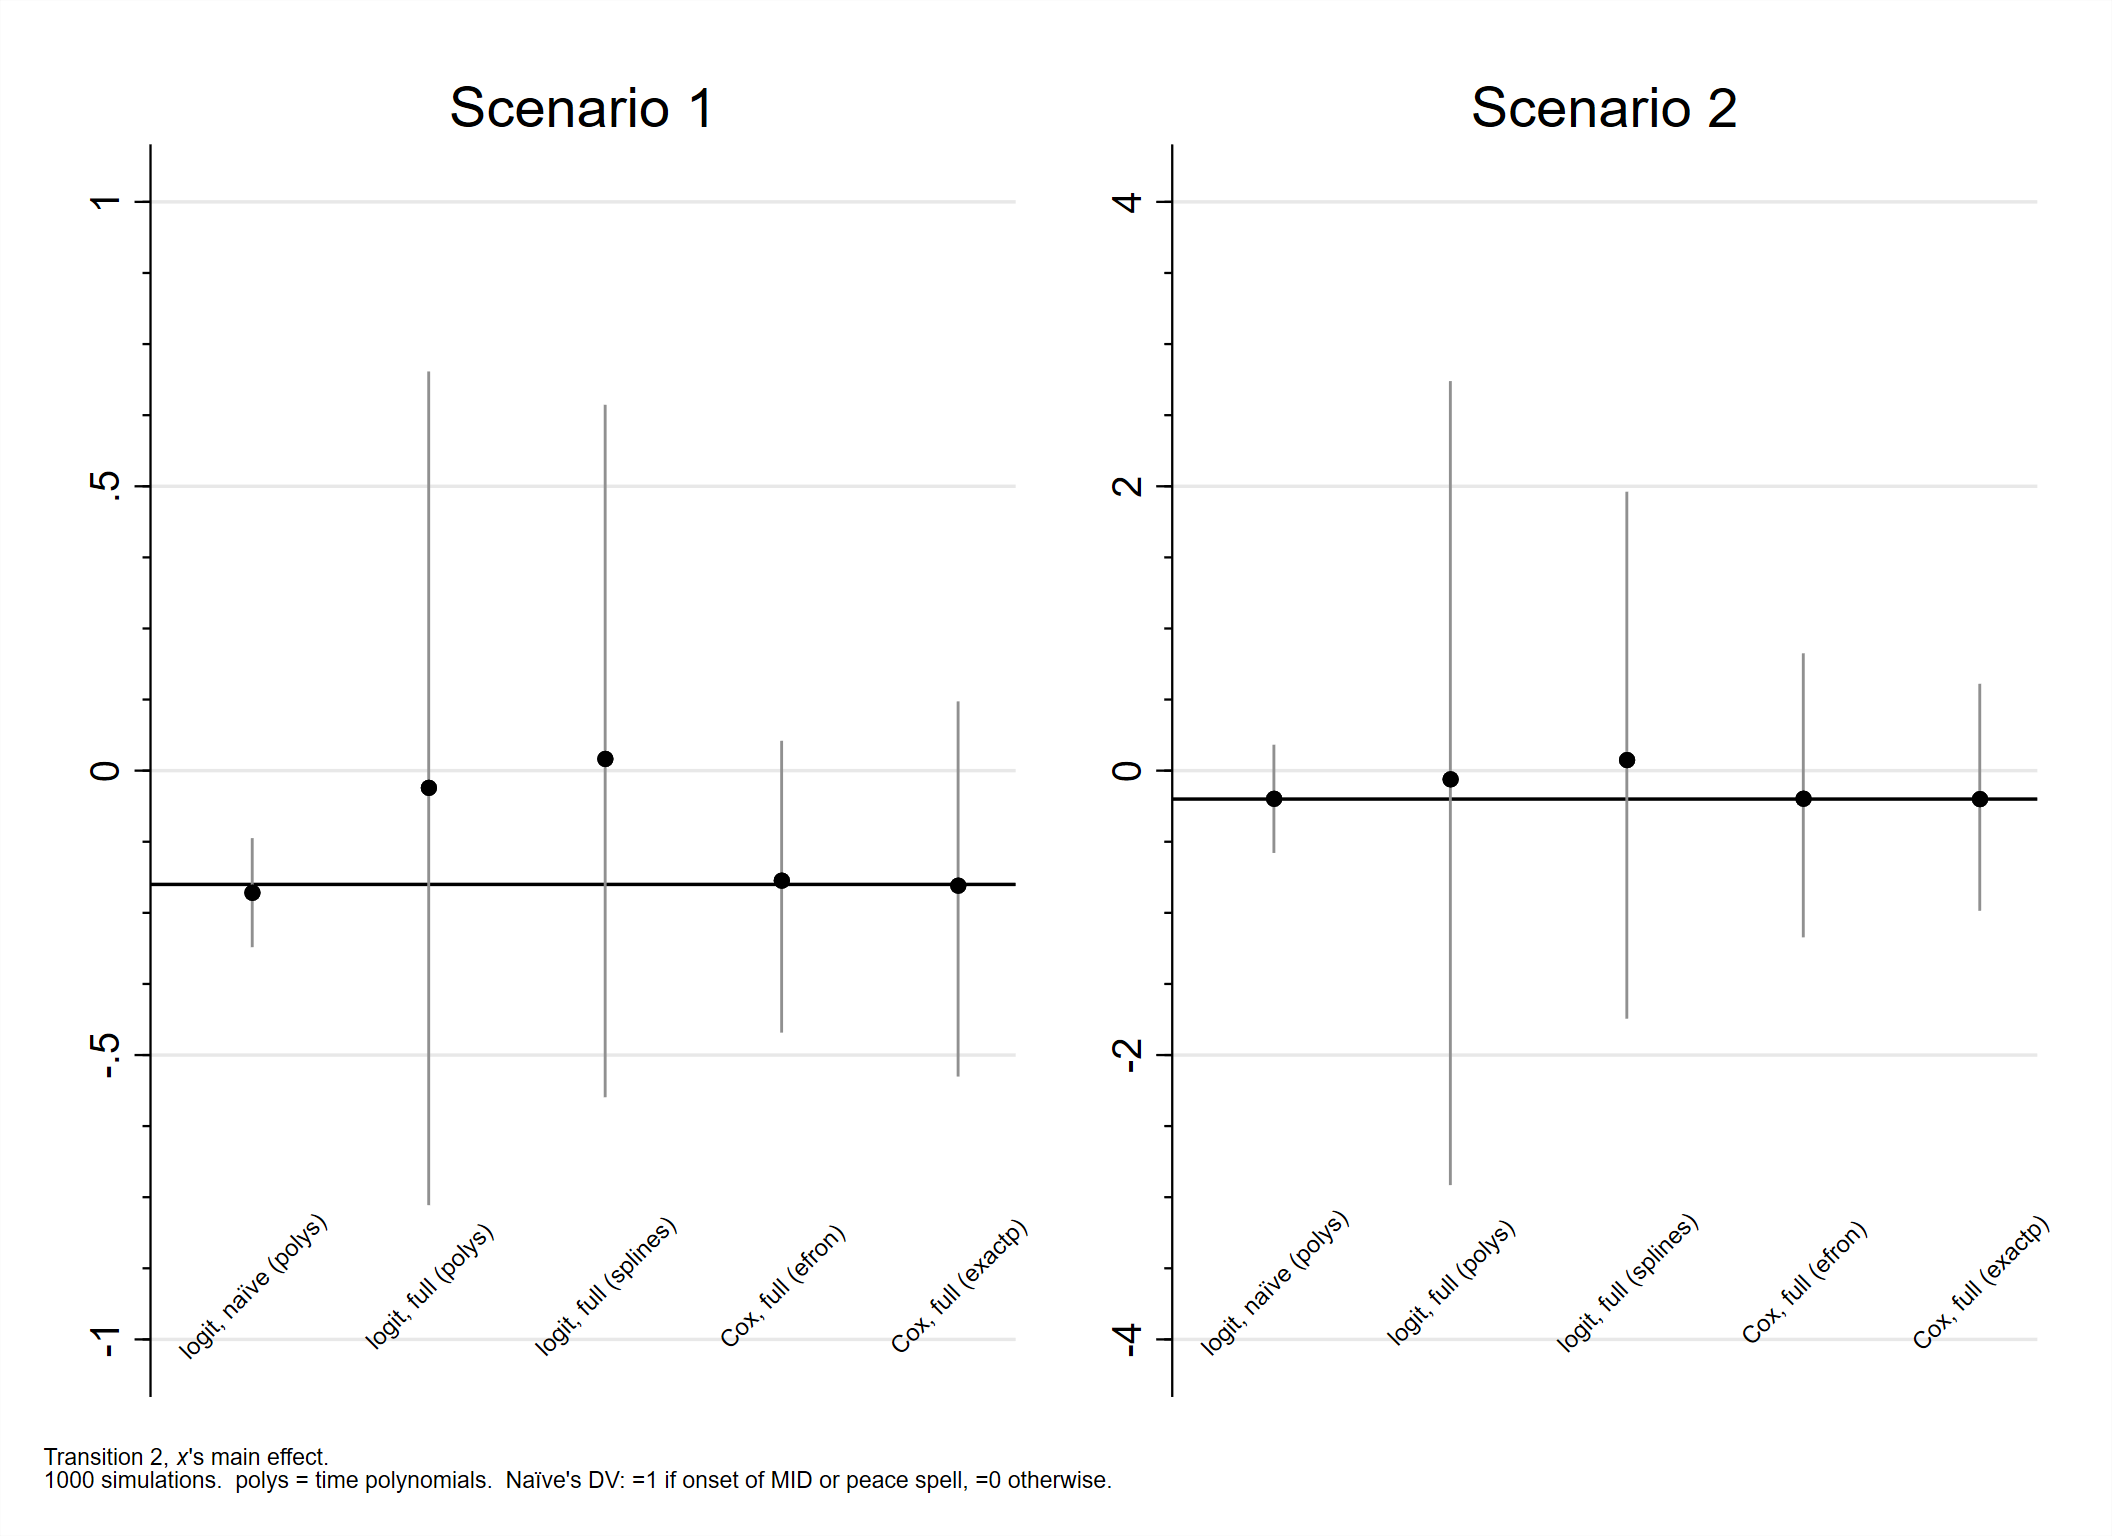 Scenario 1
1
.5
0
-.5
-1
logit, naïve (polys)
logit, full (polys)
logit, full (splines)
Cox, full (efron)
Cox, full (exactp)
Scenario 2
4
2
0
-2
-4
logit, naïve (polys)
logit, full (polys)
logit, full (splines)
Cox, full (efron)
Cox, full (exactp)
Transition 2, x's main effect.
1000 simulations.  polys = time polynomials.  Naïve's DV: =1 if onset of MID or peace spell, =0 otherwise.